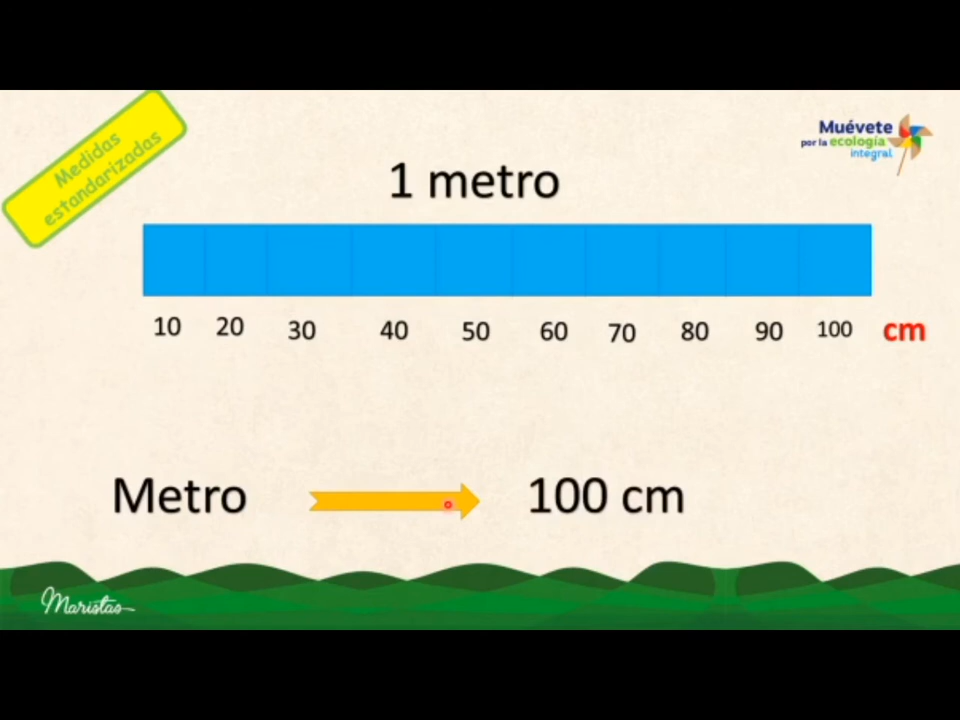 Medidas
estandarizadas
Muévete
por la ecología
integral
1 metro
10 20 30 40 50 60 70 80 90 100 cm
Metro 100 cm
Maristas